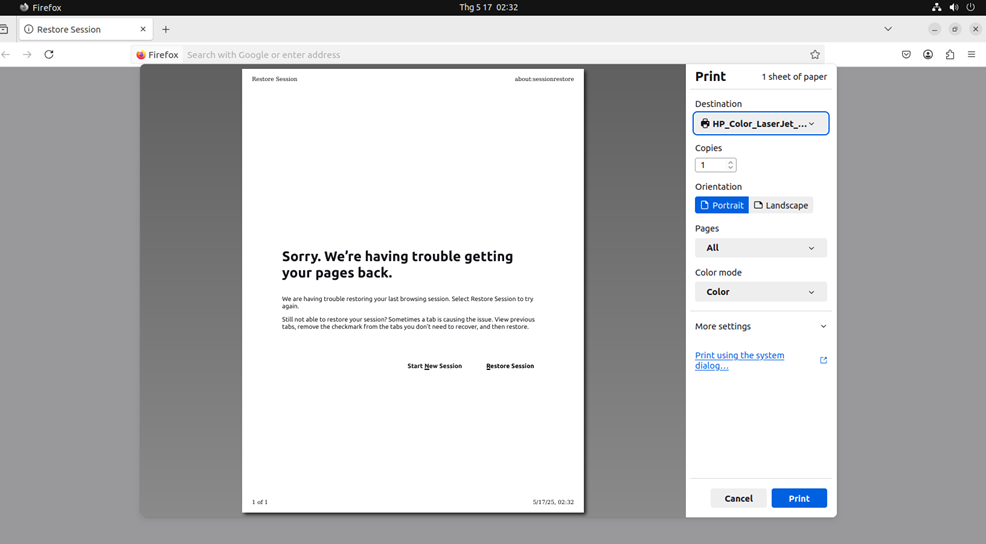 Firefox
Thg 5 17 02:32
Restore Session
Firefox
Search with Google or enter address
Restore Session
about:sessionrestore
Sorry. We're having trouble getting
your pages back.
We are having trouble restoring your last browsing session. Select Restore Session to try
again.
Still not able to restore your session? Sometimes a tab is causing the issue. View previous
tabs, remove the checkmark from the tabs you don't need to recover, and then restore.
Start New Session
Restore Session
1 of 1
5/17/25, 02:32
Print
1 sheet of paper
Destination
HP_Color_LaserJet_...
Copies
1
Orientation
Portrait
Landscape
Pages
All
Color mode
Color
More settings
Print using the system
dialog...
Cancel
Print